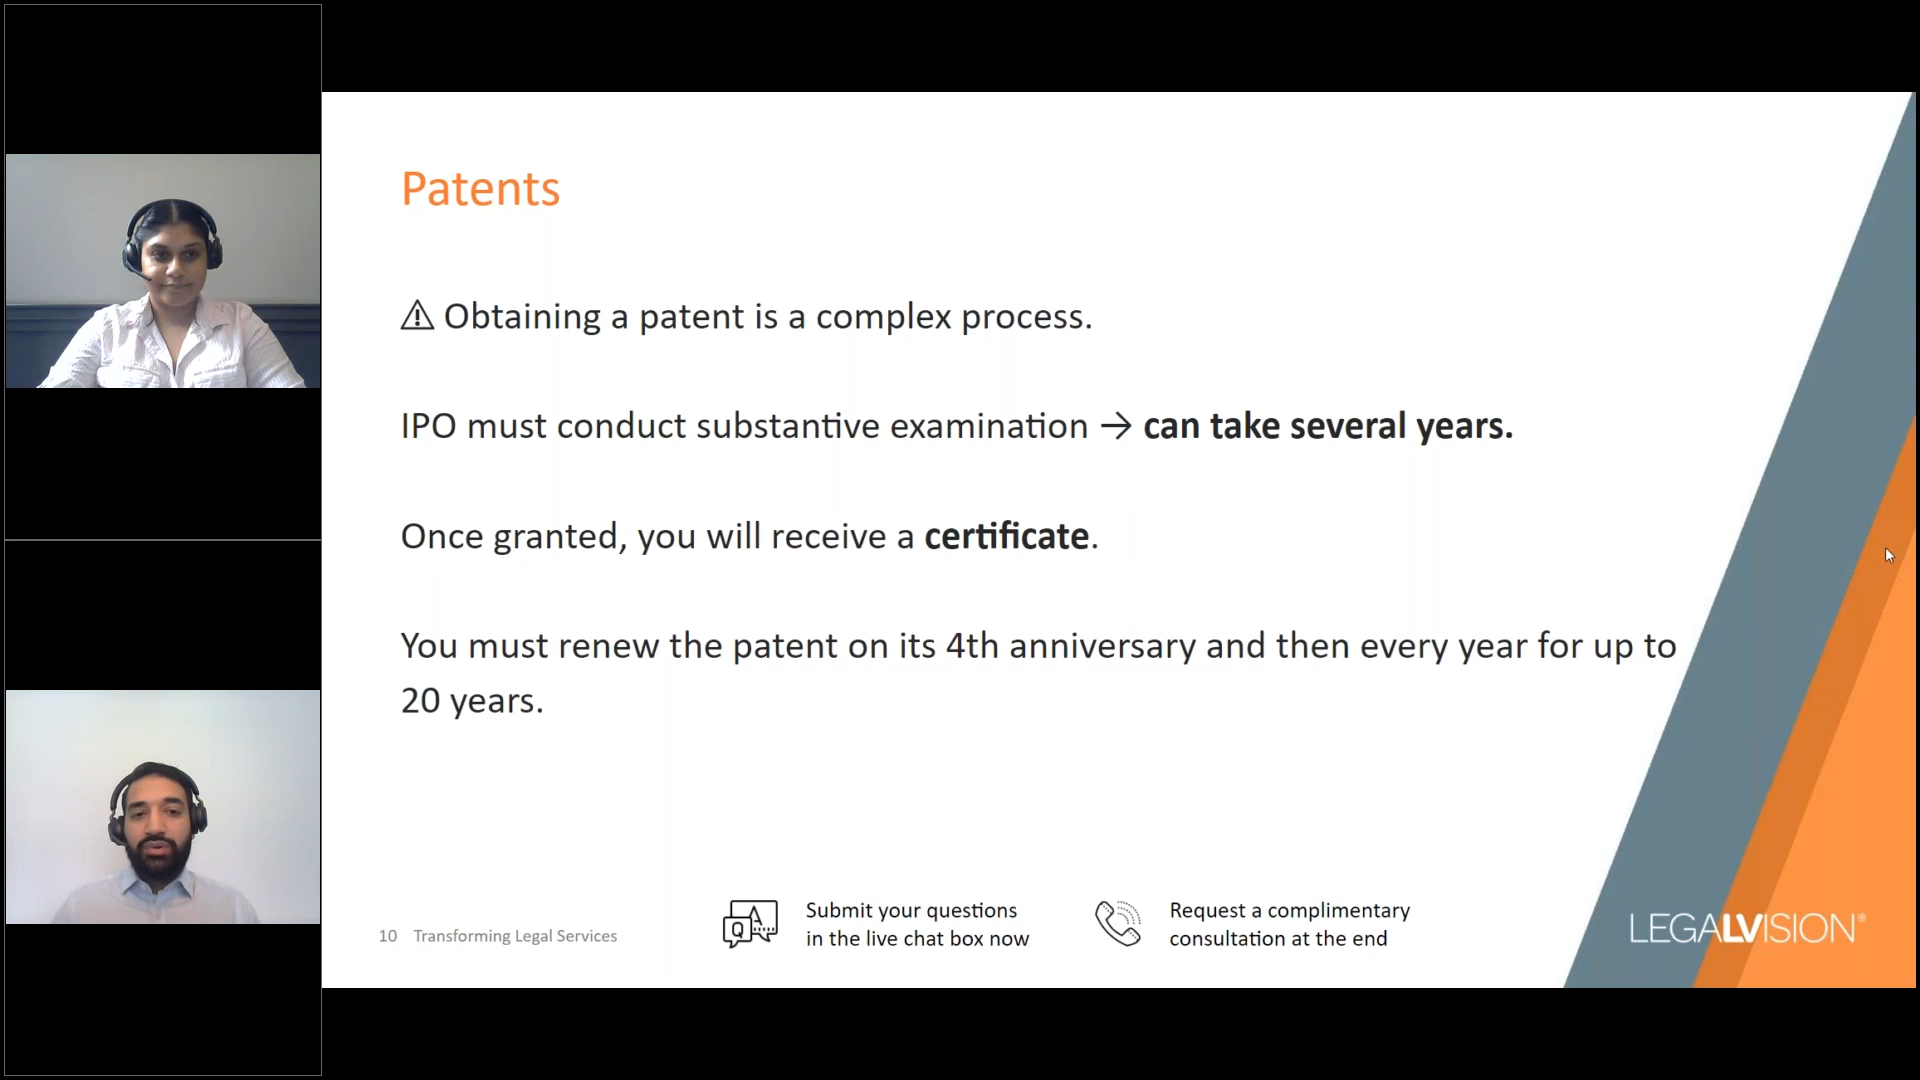 Patents
⚠ Obtaining a patent is a complex process.
IPO must conduct substantive examination → can take several years.
Once granted, you will receive a certificate.
You must renew the patent on its 4th anniversary and then every year for up to
20 years.
10 Transforming Legal Services
Q A
Submit your questions
in the live chat box now
Request a complimentary
consultation at the end
LEGALVISION®